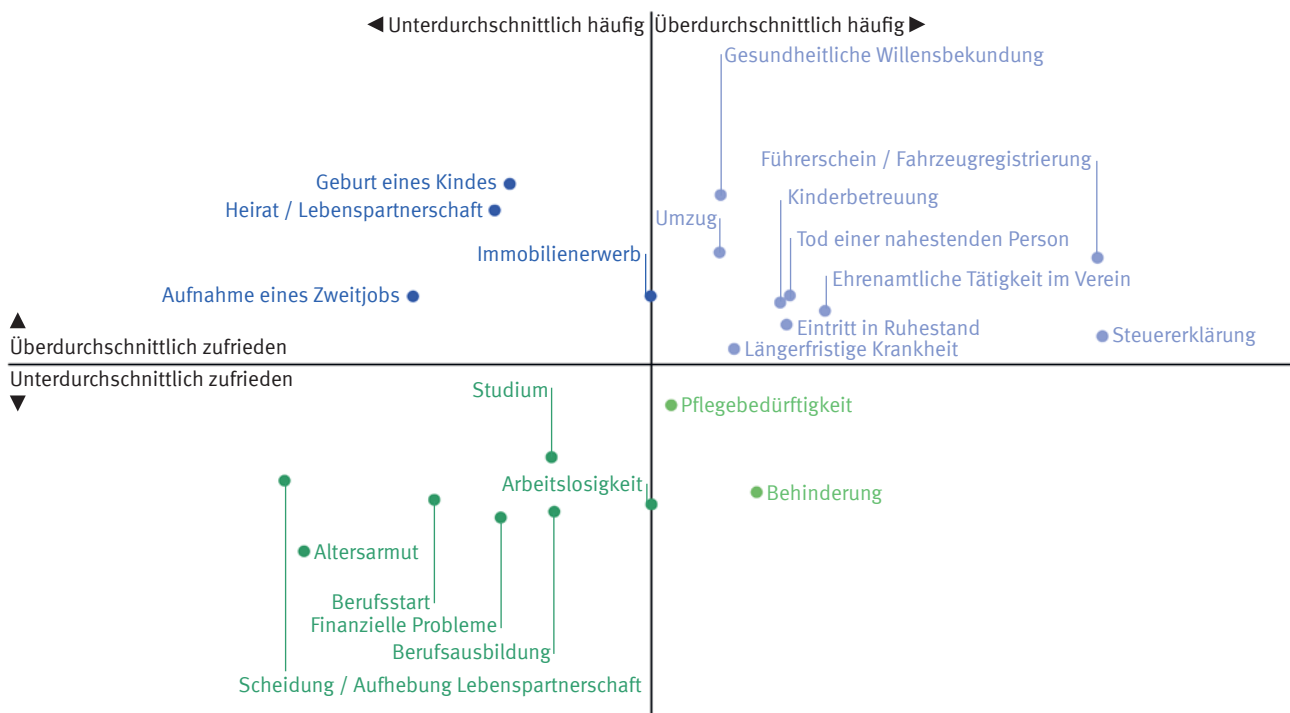 ◀ Unterdurchschnittlich häufig
Überdurchschnittlich häufig ▶
Gesundheitliche Willensbekundung
Führerschein / Fahrzeugregistrierung
Geburt eines Kindes
Kinderbetreuung
Heirat / Lebenspartnerschaft
Umzug
Tod einer nahestenden Person
Immobilienerwerb
Ehrenamtliche Tätigkeit im Verein
Aufnahme eines Zweitjobs
Eintritt in Ruhestand
Steuererklärung
Längerfristige Krankheit
▲
Überdurchschnittlich zufrieden
Unterdurchschnittlich zufrieden
▼
Studium
Pflegebedürftigkeit
Arbeitslosigkeit
Behinderung
Altersarmut
Berufsstart
Finanzielle Probleme
Berufsausbildung
Scheidung / Aufhebung Lebenspartnerschaft